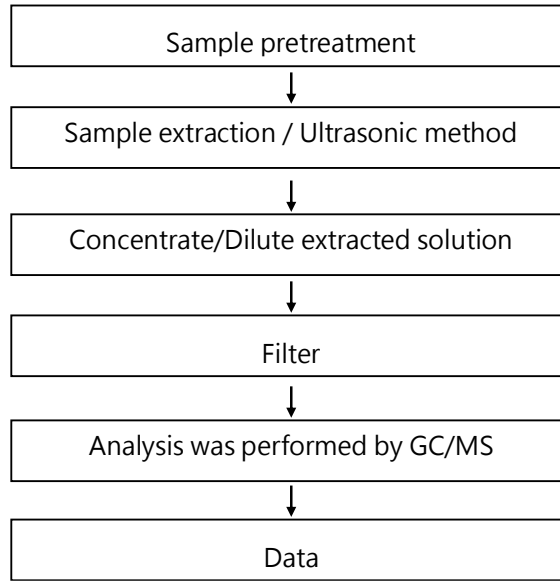 Sample pretreatment
Sample extraction / Ultrasonic method
Concentrate/Dilute extracted solution
Filter
Analysis was performed by GC/MS
Data